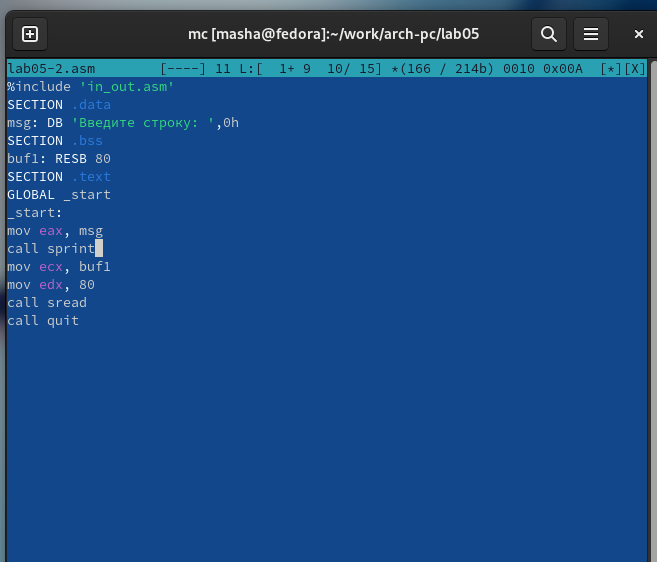 mc [masha@fedora]:~/work/arch-pc/lab05
lab05-2.asm [----] 11 L:[ 1+ 9 10/ 15] *(166 / 214b) 0010 0x00A [*][X]
%include 'in_out.asm'
SECTION .data
msg: DB 'Введите строку: ',0h
SECTION .bss
buf1: RESB 80
SECTION .text
GLOBAL _start
_start:
mov eax, msg
call sprint
mov ecx, buf1
mov edx, 80
call sread
call quit